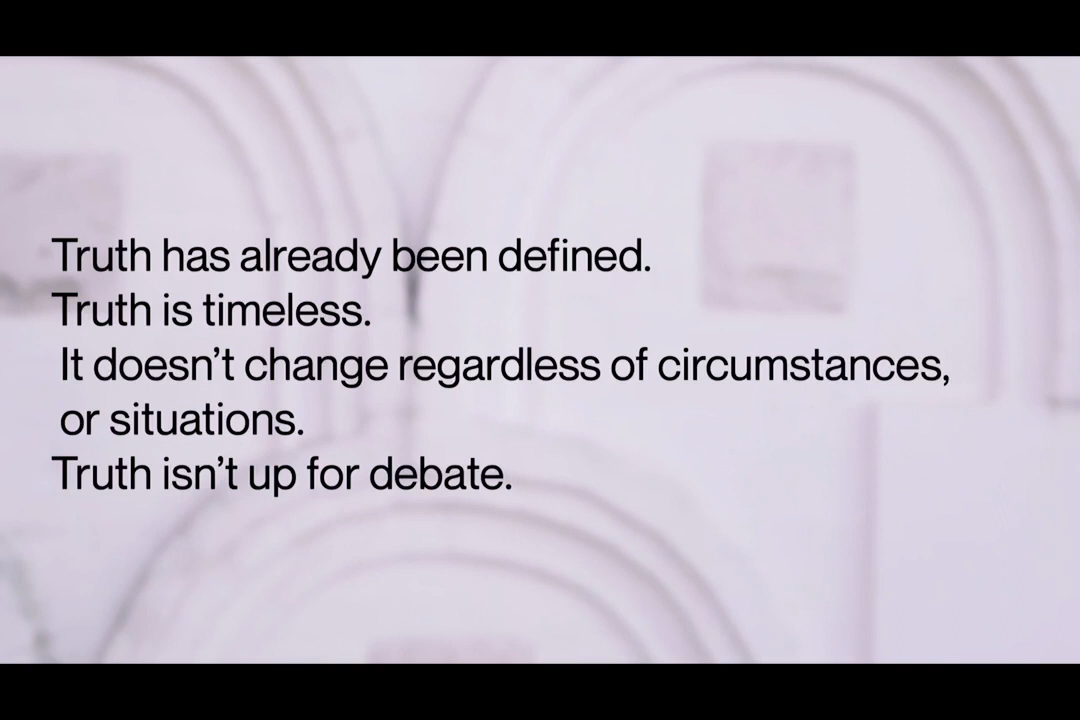 Truth has already been defined.
Truth is timeless.
It doesn’t change regardless of circumstances,
or situations.
Truth isn’t up for debate.